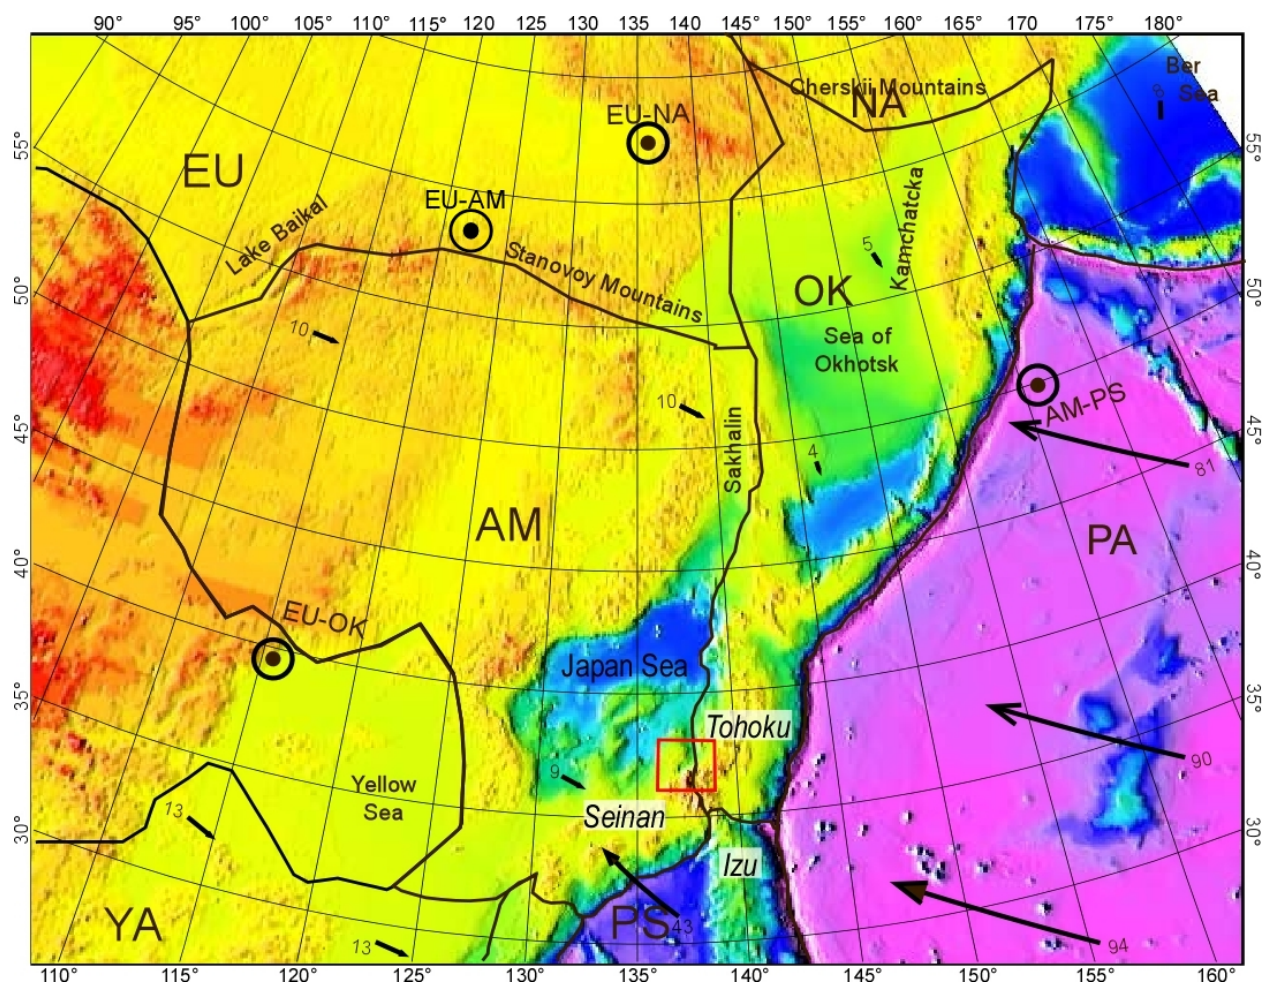 90° 95° 100° 105° 110° 115° 120° 125° 130° 135° 140° 145° 150° 155° 160° 165° 170° 175° 180°
Ber
Sea
8
Cherskii Mountains
NA
EU-NA
55°
55°
EU
EU-AM
Lake Baikal
Stanovoy Mountains
Kamchatcka
5
OK
50°
50°
10
Sea of
Okhotsk
10
AM-PS
Sakhalin
45°
45°
4
81
AM
PA
40°
40°
EU-OK
Japan Sea
35°
35°
Tohoku
90
9
Yellow
Sea
13
Seinan
30°
30°
Izu
YA
PS
43
13
94
110° 115° 120° 125° 130° 135° 140° 145° 150° 155° 160°